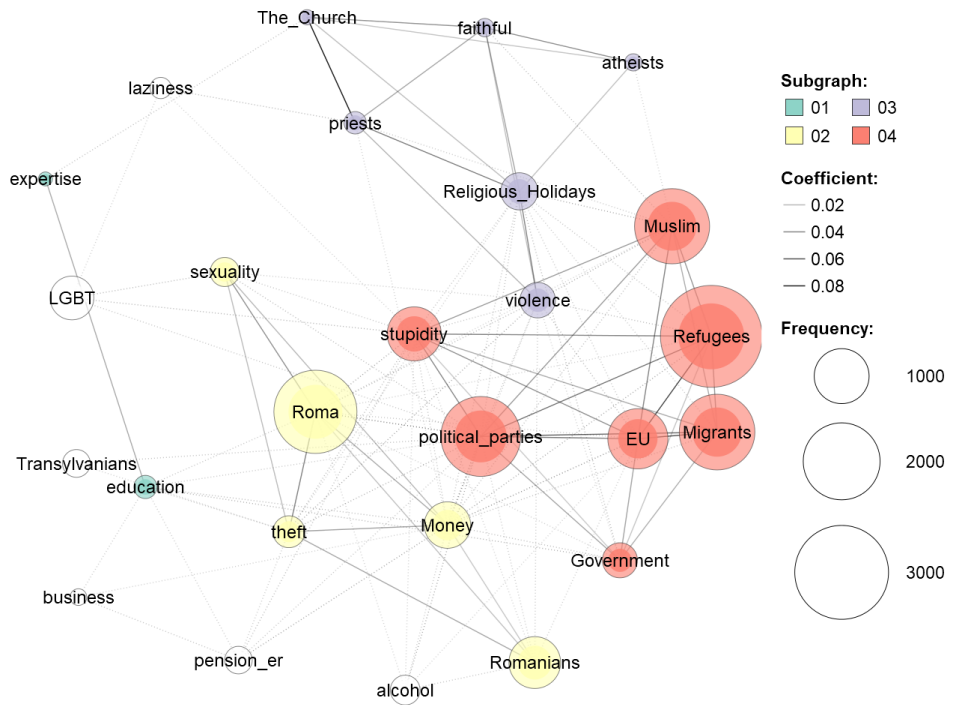 The_Church
faithful
atheists
laziness
priests
expertise
Religious_Holidays
Muslim
sexuality
LGBT
violence
stupidity
Refugees
Roma
political_parties
EU
Migrants
Transylvanians
education
theft
Money
Government
business
pension_er
Romanians
alcohol
Subgraph:
01
03
02
04
Coefficient:
0.02
0.04
0.06
0.08
Frequency:
1000
2000
3000